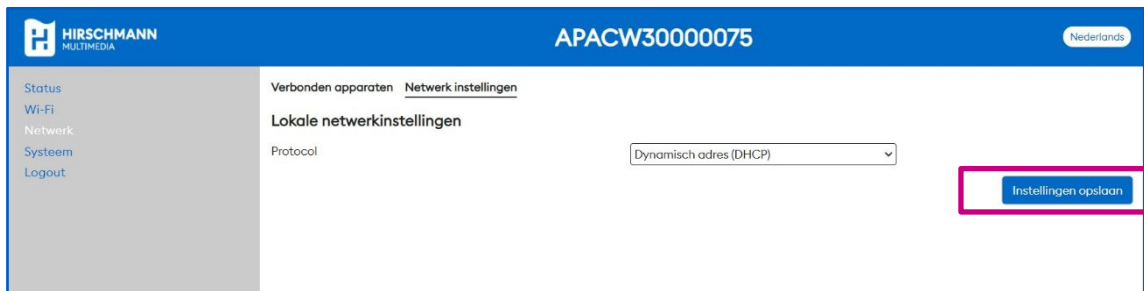 HIRSCHMANN
MULTIMEDIA
APACW30000075
Nederlands
Status
Wi-Fi
Netwerk
Systeem
Logout
Verbonden apparaten Netwerk instellingen
Lokale netwerkinstellingen
Protocol
Dynamisch adres (DHCP)
Instellingen opslaan